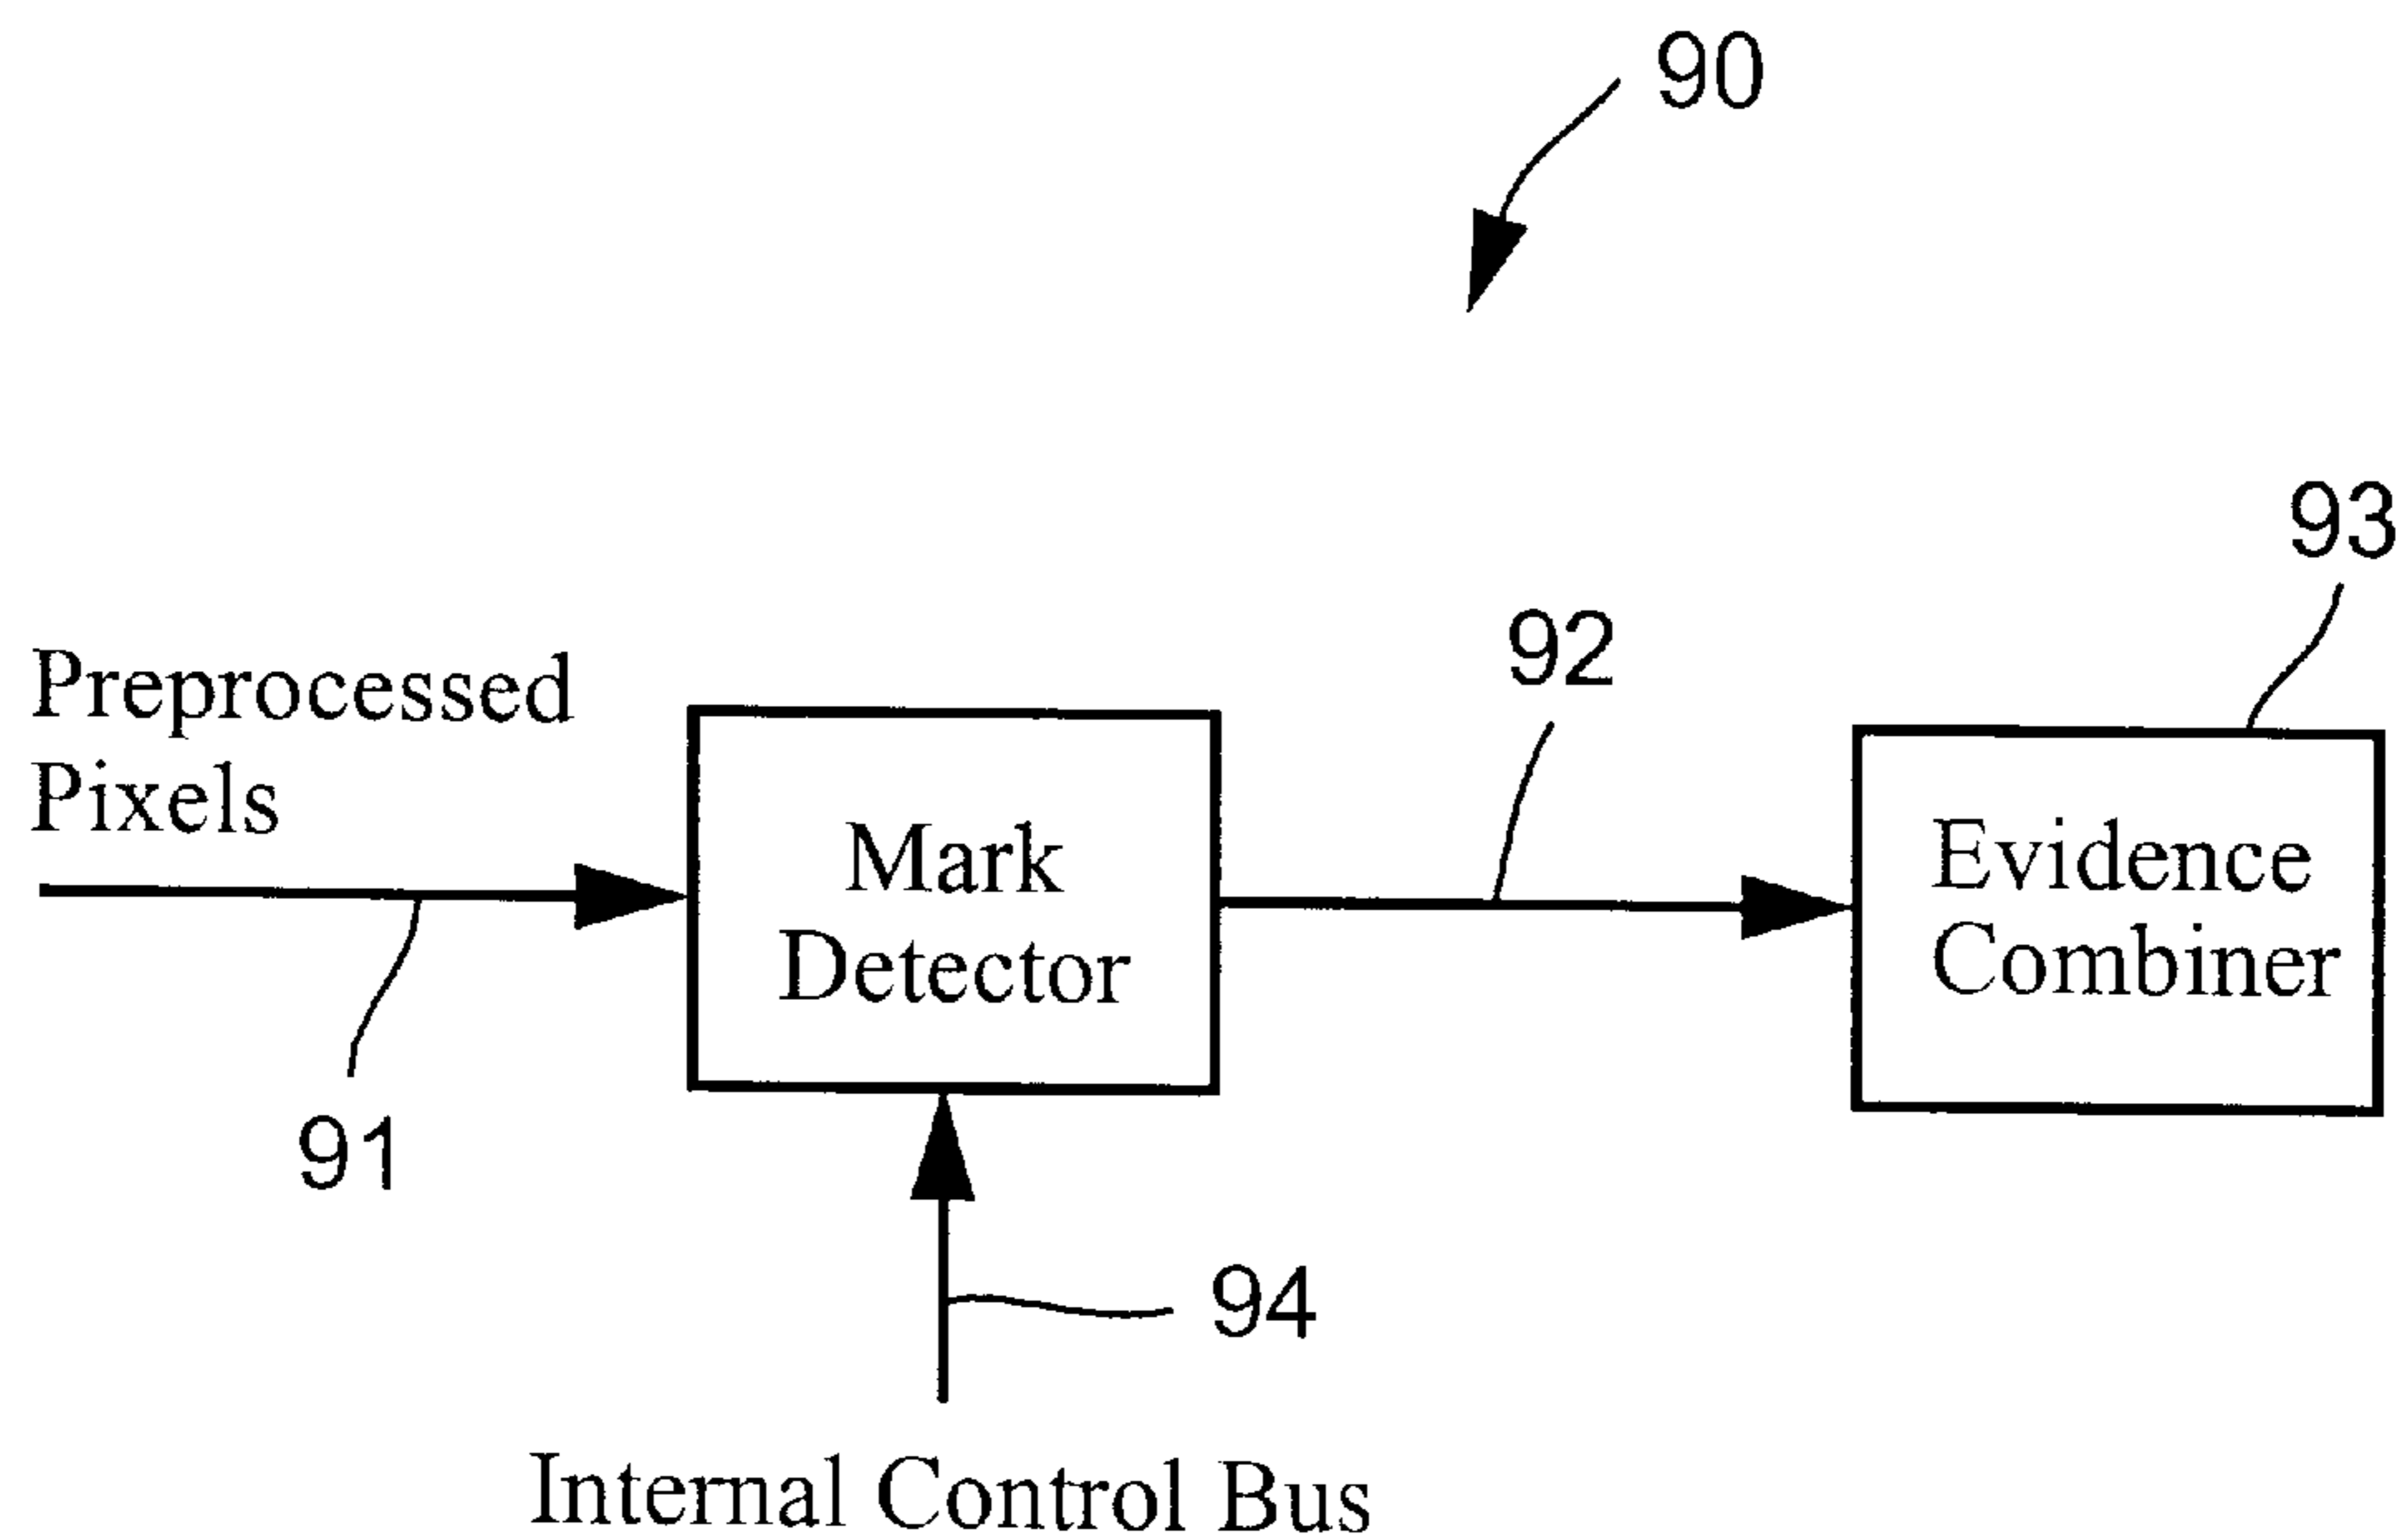 90
93
92
Preprocessed
Pixels
Mark
Detector
Evidence
Combiner
91
94
Internal Control Bus